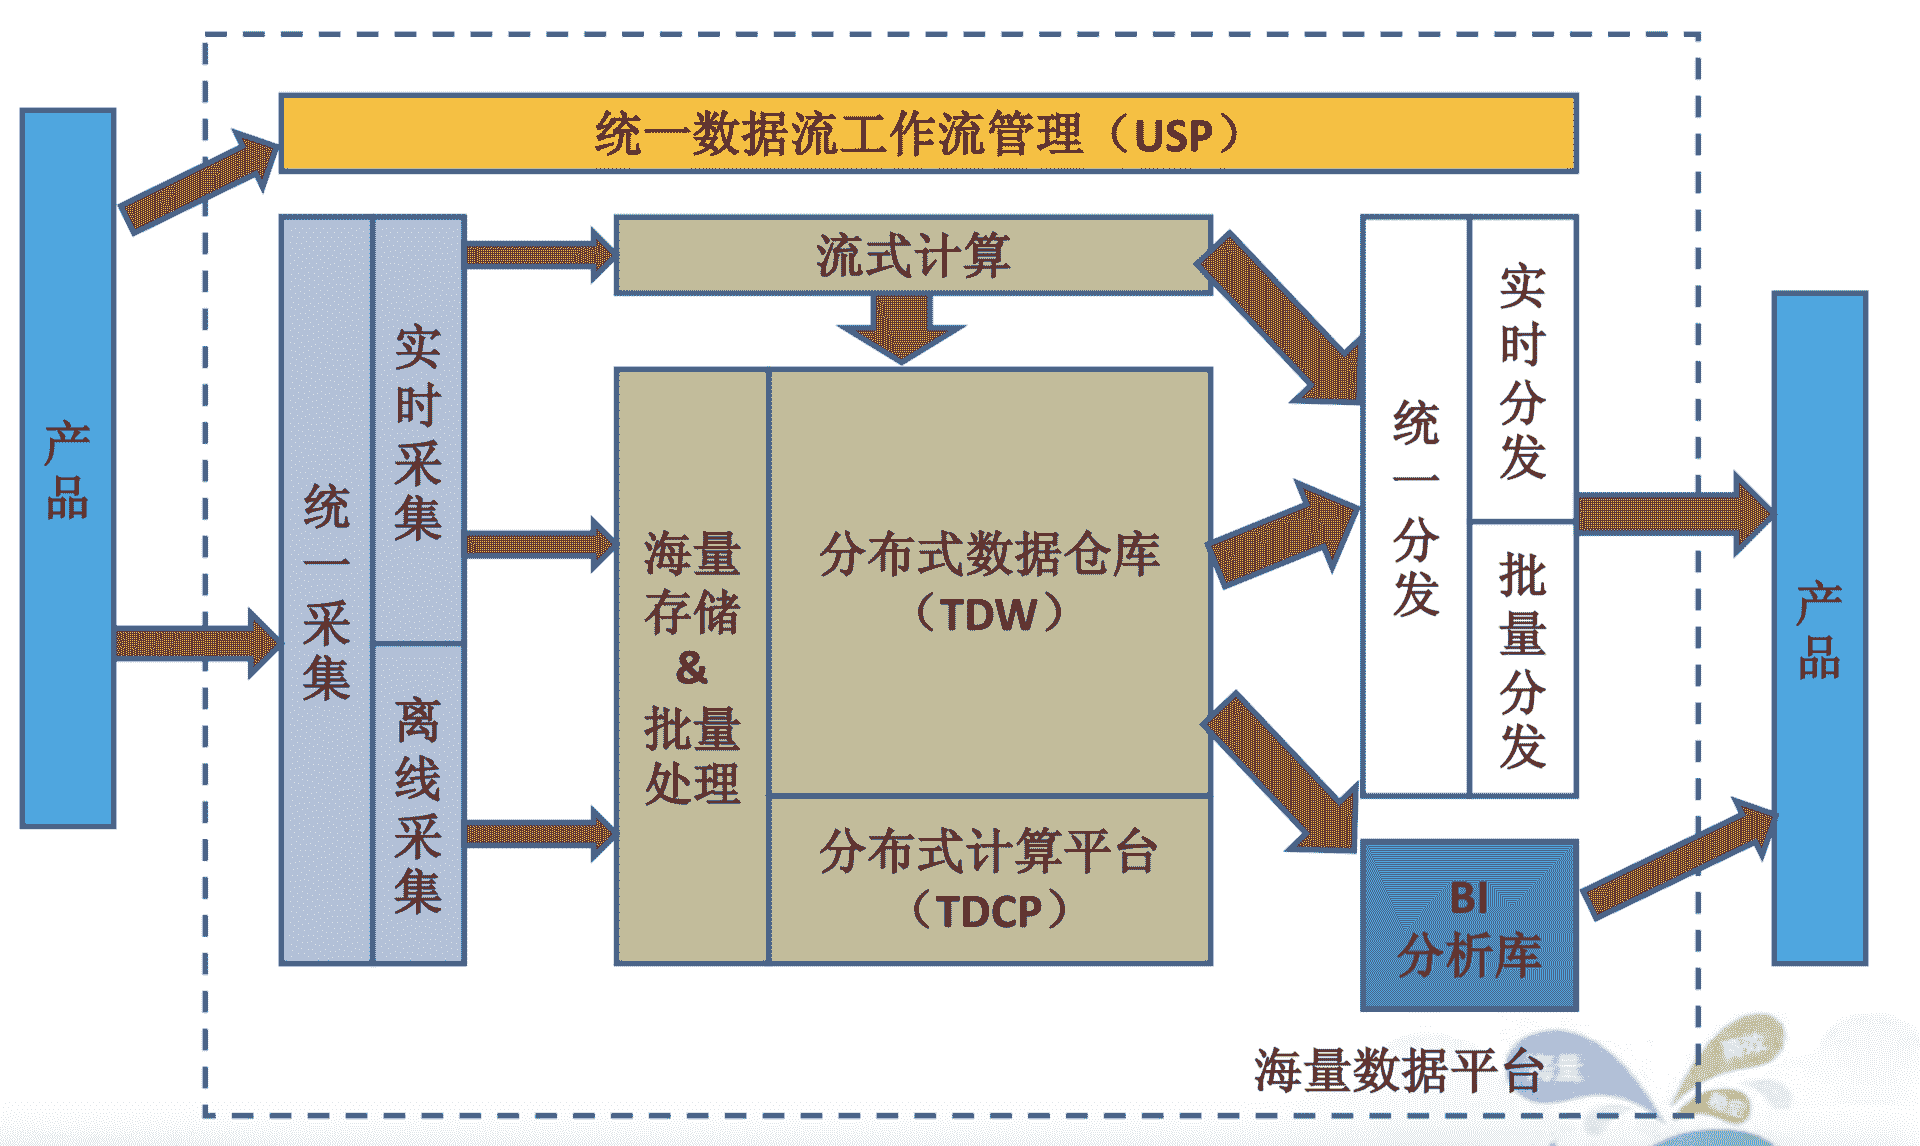 统一数据流工作流管理（USP）
产品
统一采集
实时采集
离线采集
流式计算
海量
存储
&
批量
处理
分布式数据仓库
（TDW）
分布式计算平台
（TDCP）
统一分发
实时分发
批量分发
BI
分析库
产品
海量数据平台
海量
高效